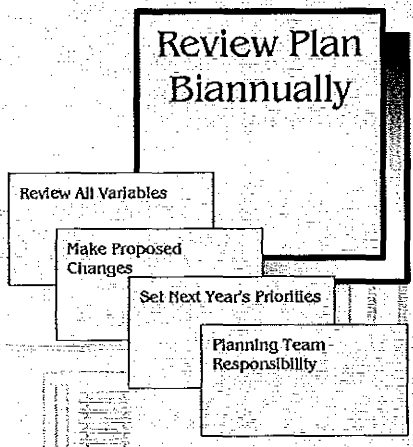 Review Plan
Biannually
Review All Variables
Make Proposed
Changes
Set Next Year's Priorities
Planning Team
Responsibility